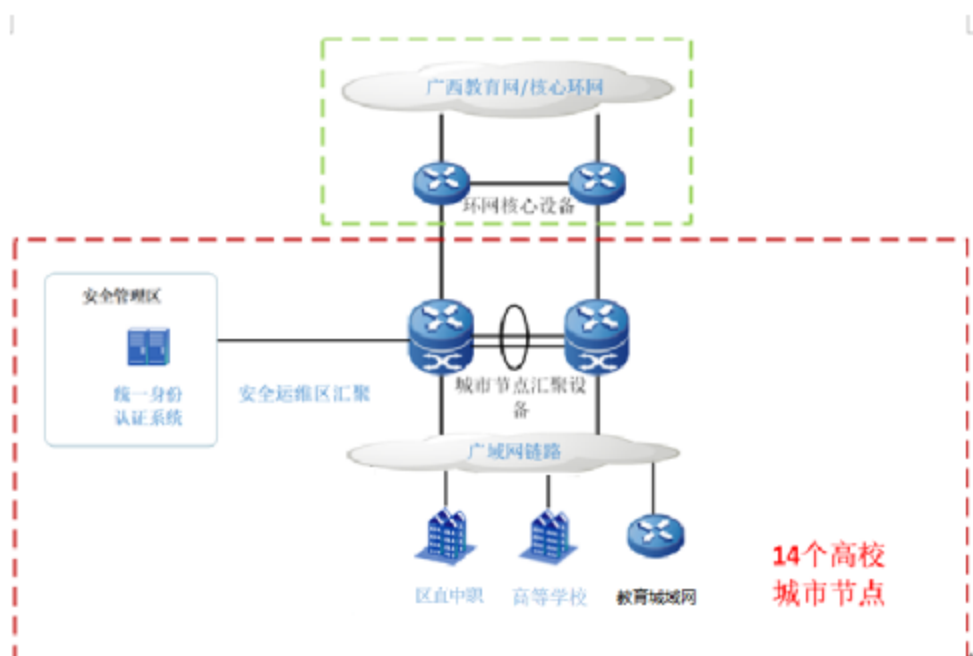 广西教育网/核心环网
环网核心设备
安全管理区
统一身份
认证系统
安全运维区汇聚
城市节点汇聚设
备
广域网链路
区直中职
高等学校
教育城域网
14个高校
城市节点